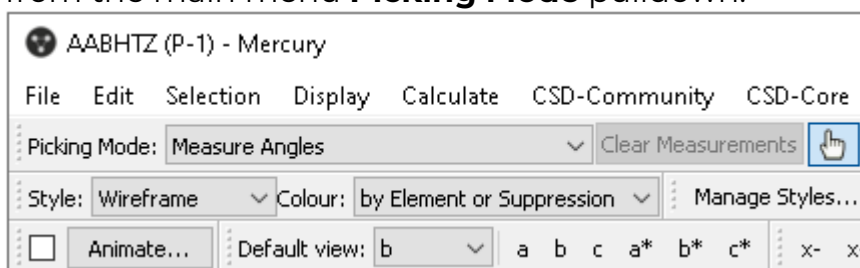 from the main menu Picking Mode pulldown.
AABHTZ (P-1) - Mercury
File Edit Selection Display Calculate CSD-Community CSD-Core
Picking Mode: Measure Angles Clear Measurements
Style: Wireframe Colour: by Element or Suppression Manage Styles...
Animate... Default view: b a b c a* b* c* x- x